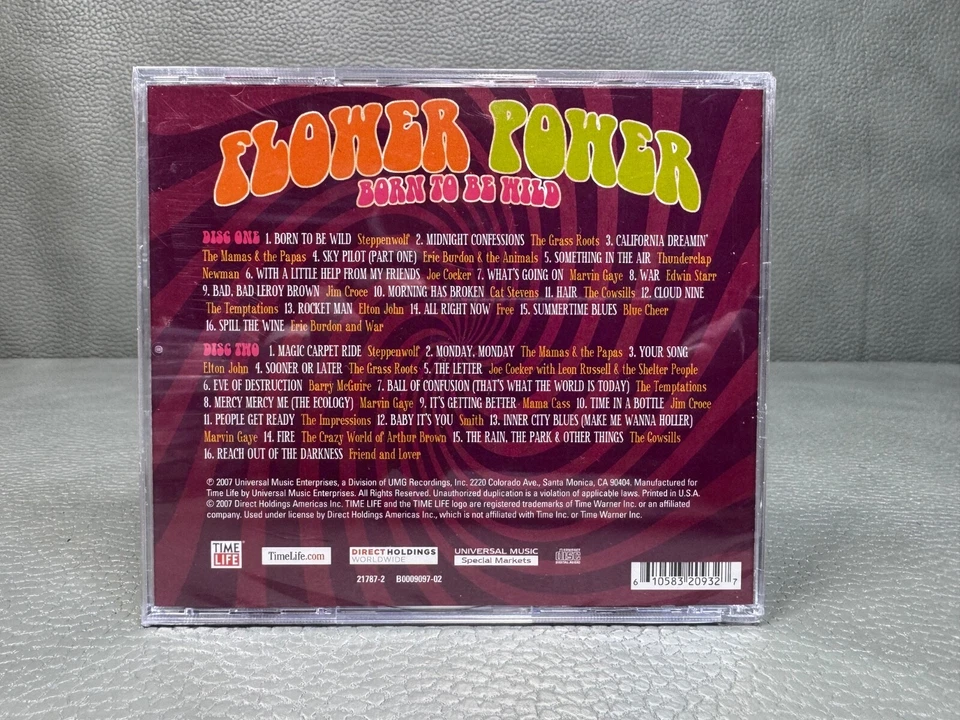 FLOWER POWER
BORN TO BE WILD
DISC ONE 1. BORN TO BE WILD Steppenwolf 2. MIDNIGHT CONFESSIONS The Grass Roots 3. CALIFORNIA DREAMIN'
The Mamas & the Papas 4. SKY PILOT (PART ONE) Eric Burdon & the Animals 5. SOMETHING IN THE AIR Thunderclap
Newman 6. WITH A LITTLE HELP FROM MY FRIENDS Joe Cocker 7. WHAT'S GOING ON Marvin Gaye 8. WAR Edwin Starr
9. BAD, BAD LEROY BROWN Jim Croce 10. MORNING HAS BROKEN Cat Stevens 11. HAIR The Cowsills 12. CLOUD NINE
The Temptations 13. ROCKET MAN Elton John 14. ALL RIGHT NOW Free 15. SUMMERTIME BLUES Blue Cheer
16. SPILL THE WINE Eric Burdon and War
DISC TWO 1. MAGIC CARPET RIDE Steppenwolf 2. MONDAY, MONDAY The Mamas & the Papas 3. YOUR SONG
Elton John 4. SOONER OR LATER The Grass Roots 5. THE LETTER Joe Cocker with Leon Russell & the Shelter People
6. EVE OF DESTRUCTION Barry McGuire 7. BALL OF CONFUSION (THAT'S WHAT THE WORLD IS TODAY) The Temptations
8. MERCY MERCY ME (THE ECOLOGY) Marvin Gaye 9. IT'S GETTING BETTER Mama Cass 10. TIME IN A BOTTLE Jim Croce
11. PEOPLE GET READY The Impressions 12. BABY IT'S YOU Smith 13. INNER CITY BLUES (MAKE ME WANNA HOLLER)
Marvin Gaye 14. FIRE The Crazy World of Arthur Brown 15. THE RAIN, THE PARK & OTHER THINGS The Cowsills
16. REACH OUT OF THE DARKNESS Friend and Lover
℗ 2007 Universal Music Enterprises, a Division of UMG Recordings, Inc. 2220 Colorado Ave., Santa Monica, CA 90404. Manufactured for
Time Life by Universal Music Enterprises. All Rights Reserved. Unauthorized duplication is a violation of applicable laws. Printed in U.S.A.
© 2007 Direct Holdings Americas Inc. TIME LIFE and the TIME LIFE logo are registered trademarks of Time Warner Inc. or an affiliated
company. Used under license by Direct Holdings Americas Inc., which is not affiliated with Time Inc. or Time Warner Inc.
TIME LIFE
TimeLife.com
DIRECT HOLDINGS
WORLDWIDE
UNIVERSAL MUSIC
Special Markets
COMPACT
disc
DIGITAL AUDIO
21787-2 B0009097-02
6 10583 20932 7